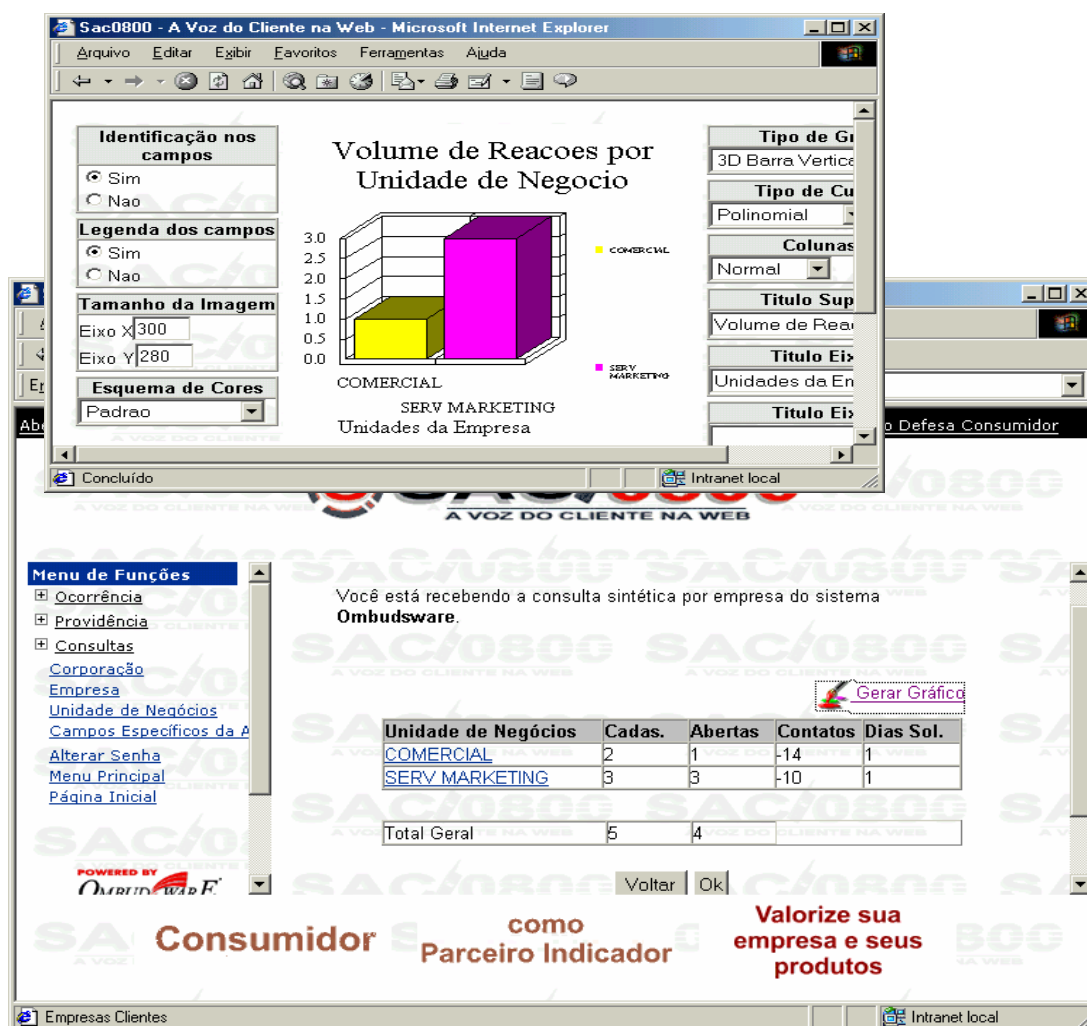 Sac0800 - A Voz do Cliente na Web - Microsoft Internet Explorer
Arquivo Editar Exibir Favoritos Ferramentas Ajuda
Identificação nos
campos
Sim
Nao
Legenda dos campos
Sim
Nao
Tamanho da Imagem
Eixo X 300
Eixo Y 280
Esquema de Cores
Padrao
Volume de Reacoes por
Unidade de Negocio
3.0
2.5
2.0
1.5
1.0
0.5
0.0
COMERCIAL
SERV
MARKETING
COMERCIAL
SERV MARKETING
Unidades da Empresa
Tipo de
3D Barra
Tipo de
Polinomial
Colunas
Normal
Titulo
Volume de
Titulo
Unidades da
Titulo
Concluído
Intranet local
o Defesa Consumidor
A VOZ DO CLIENTE NA WEB
Menu de Funções
Ocorrência
Providência
Consultas
Corporação
Empresa
Unidade de Negócios
Campos Específicos da A
Alterar Senha
Menu Principal
Página Inicial
POWERED BY
Você está recebendo a consulta sintética por empresa do sistema
Ombudsware.
Gerar Gráfico
Unidade de Negócios Cadas. Abertas Contatos Dias Sol.
COMERCIAL 2 1 -14 1
SERV MARKETING 3 3 -10 1
Total Geral 5 4
Voltar Ok
Consumidor
como
Parceiro Indicador
Valorize sua
empresa e seus
produtos
Empresas Clientes
Intranet local